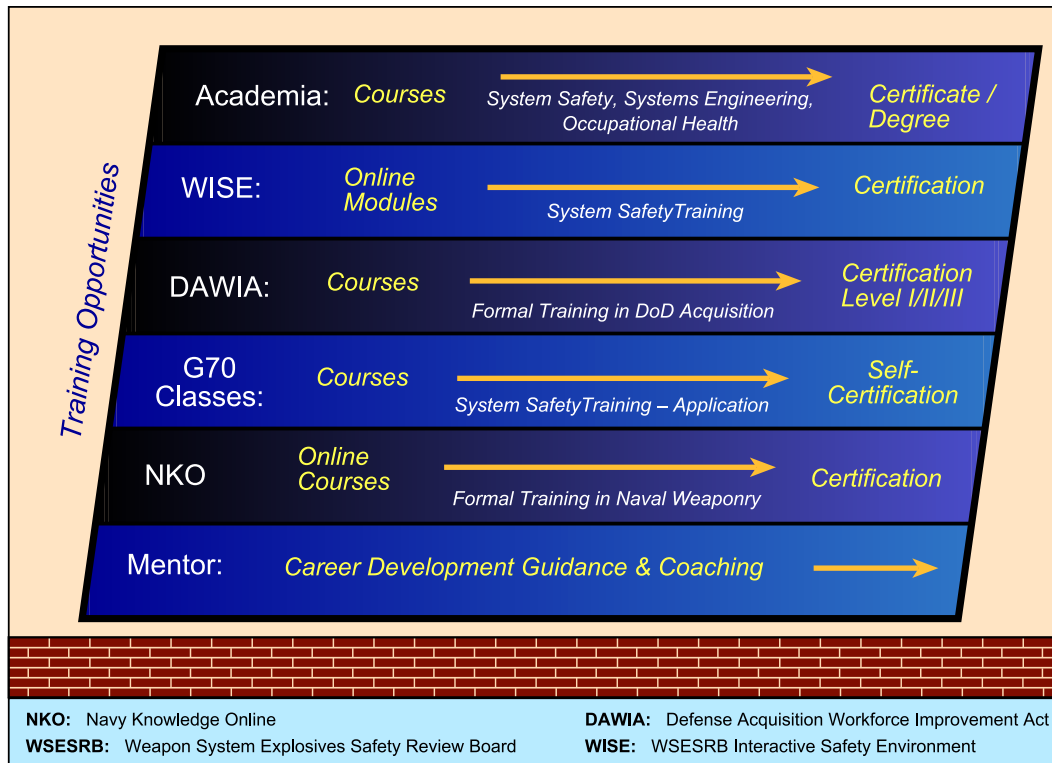 Training Opportunities
Academia:
Courses
System Safety, Systems Engineering,
Occupational Health
Certificate /
Degree
WISE:
Online
Modules
System SafetyTraining
Certification
DAWIA:
Courses
Formal Training in DoD Acquisition
Certification
Level I/II/III
G70
Classes:
Courses
System SafetyTraining – Application
Self-
Certification
NKO
Online
Courses
Formal Training in Naval Weaponry
Certification
Mentor:
Career Development Guidance & Coaching
NKO: Navy Knowledge Online
WSESRB: Weapon System Explosives Safety Review Board
DAWIA: Defense Acquisition Workforce Improvement Act
WISE: WSESRB Interactive Safety Environment